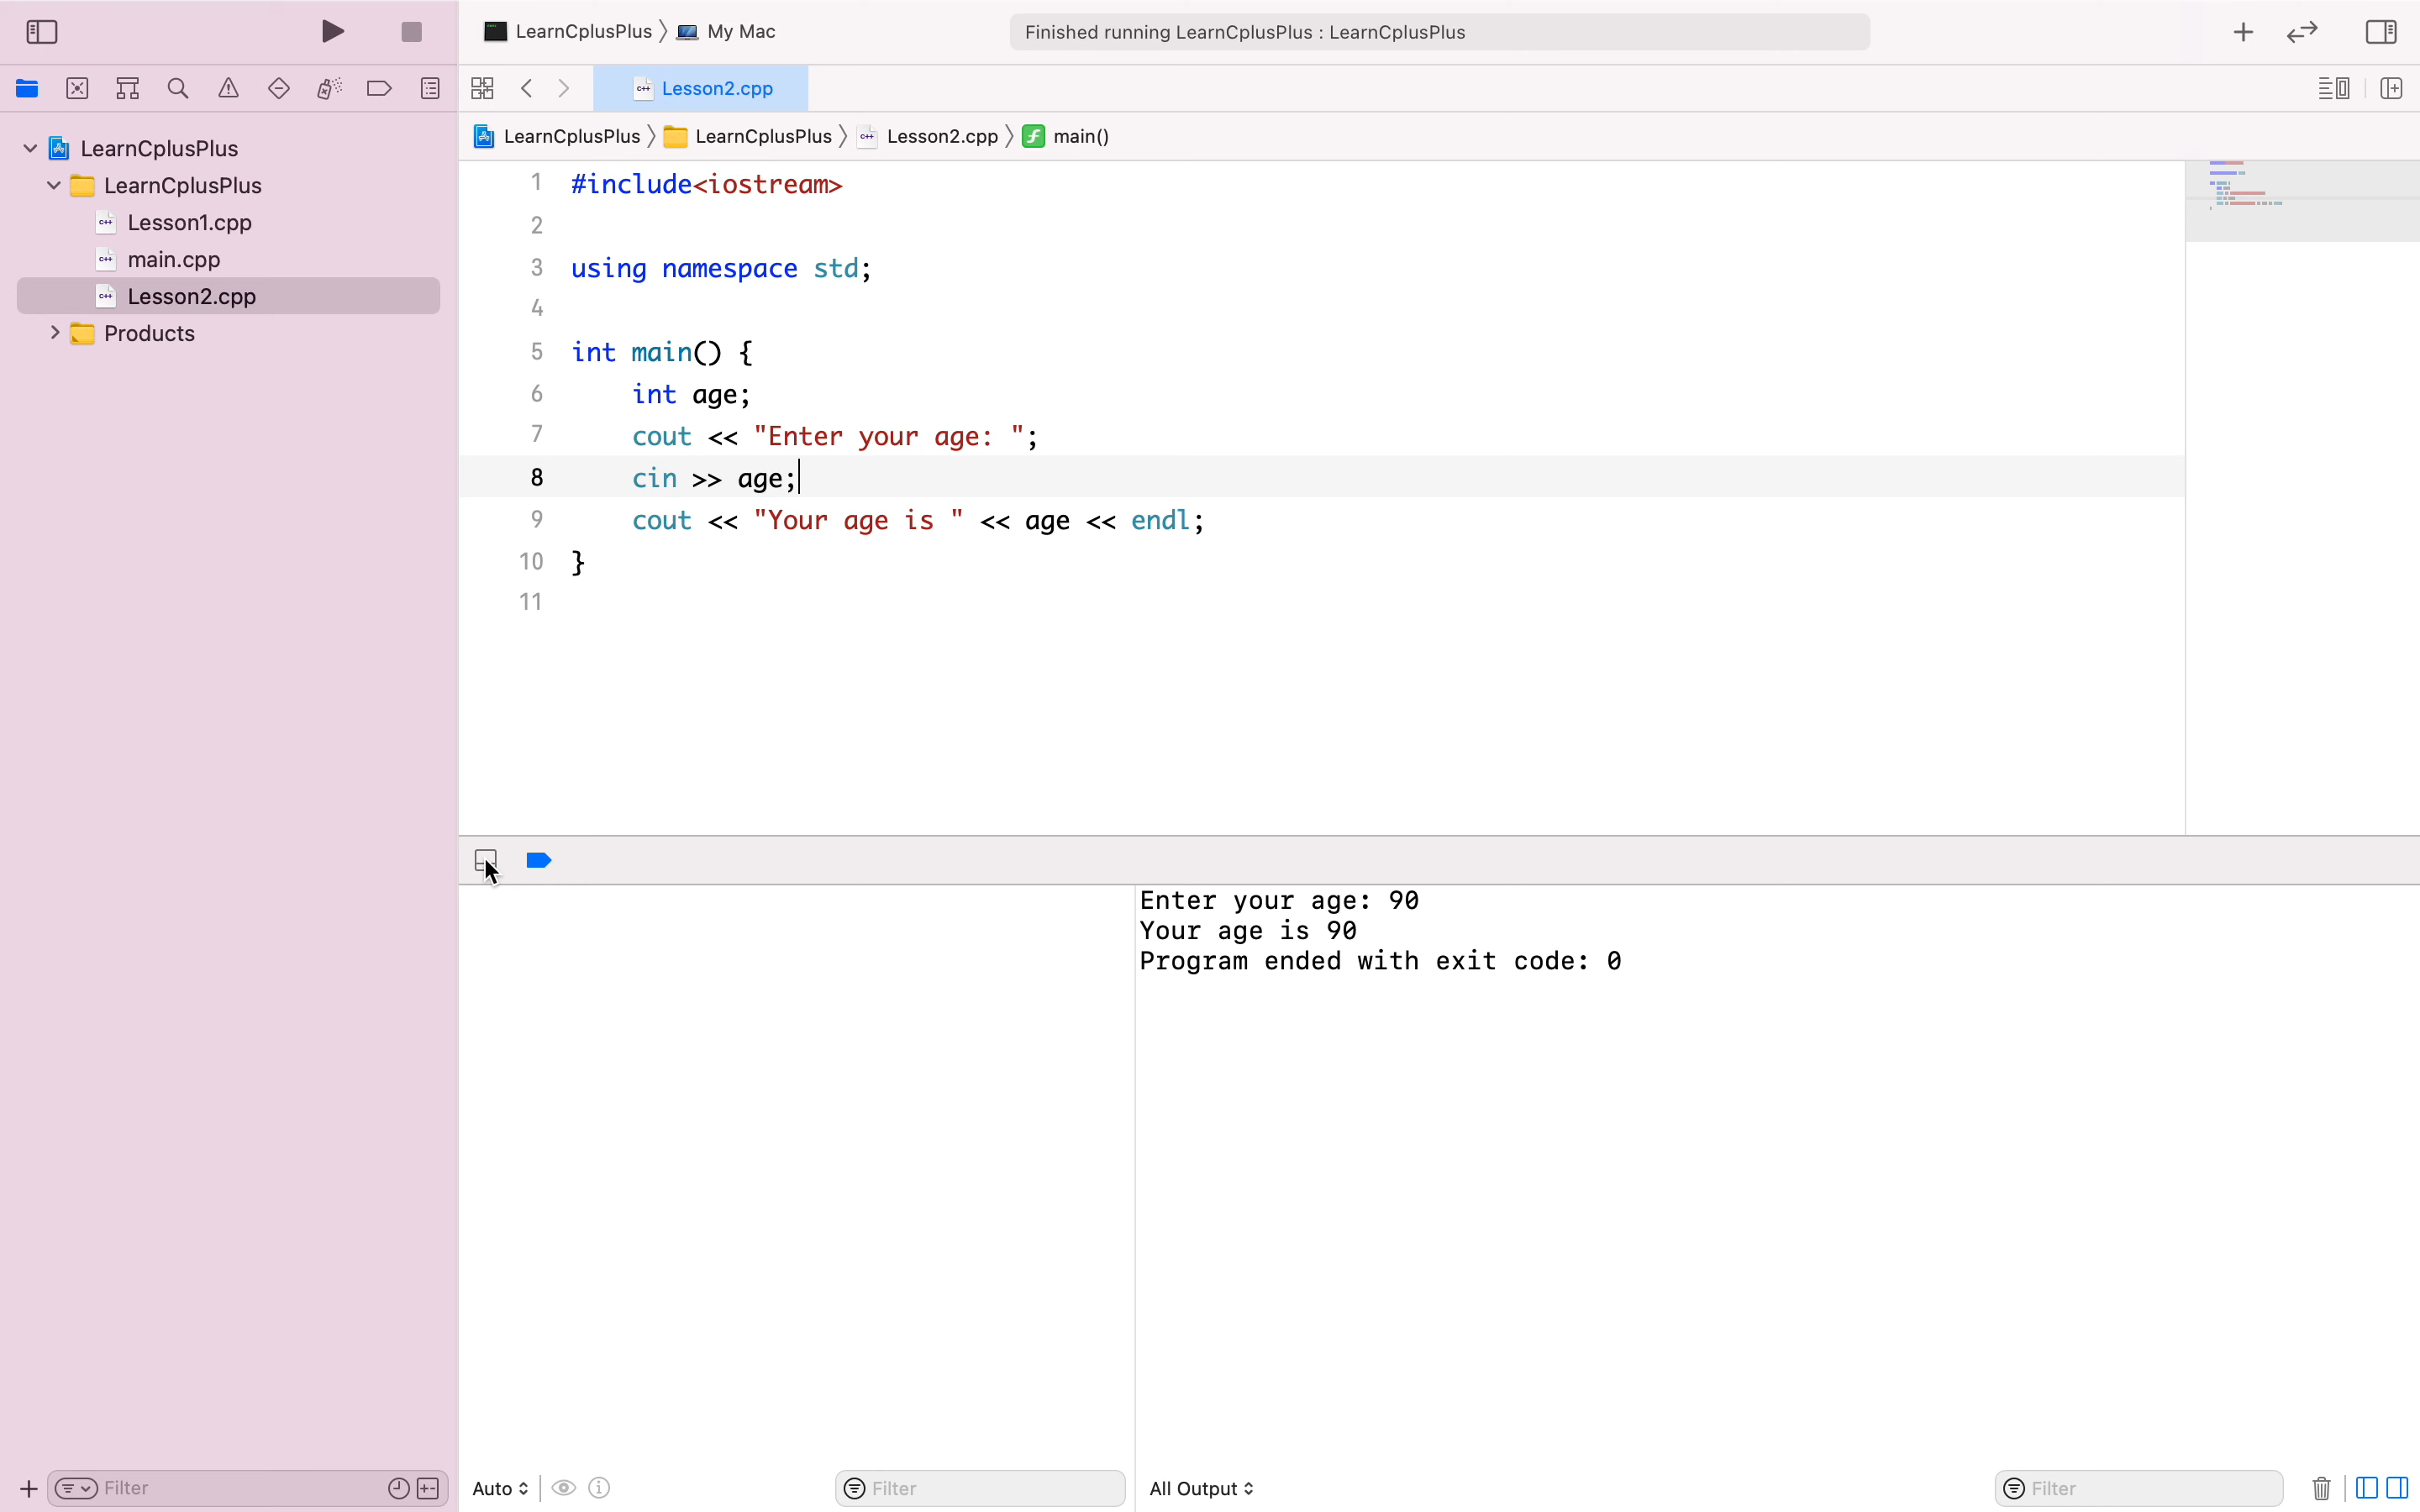 LearnCplusPlus My Mac
Finished running LearnCplusPlus : LearnCplusPlus
Lesson2.cpp
LearnCplusPlus LearnCplusPlus Lesson2.cpp main()
LearnCplusPlus
LearnCplusPlus
Lesson1.cpp
main.cpp
Lesson2.cpp
Products
1 #include<iostream>
2
3 using namespace std;
4
5 int main() {
6 int age;
7 cout << "Enter your age: ";
8 cin >> age;
9 cout << "Your age is " << age << endl;
10 }
11
Enter your age: 90
Your age is 90
Program ended with exit code: 0
Filter
Auto
Filter
All Output
Filter